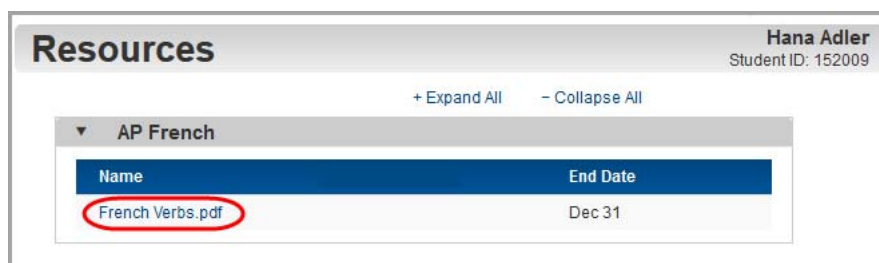 Resources
Hana Adler
Student ID: 152009
+ Expand All - Collapse All
▼ AP French
Name End Date
French Verbs.pdf Dec 31